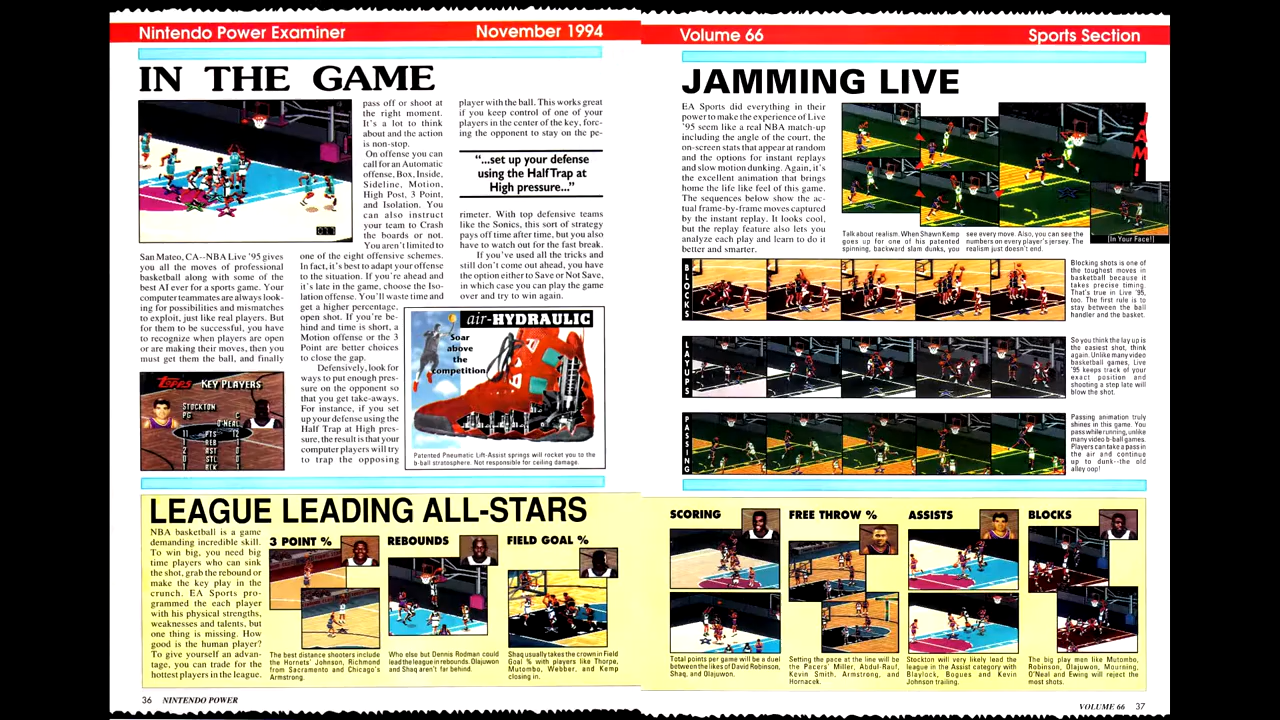 Nintendo Power Examiner
November 1994
IN THE GAME
San Mateo, CA--NBA Live '95 gives
you all the moves of professional
basketball along with some of the
best AI ever for a sports game. Your
computer teammates are always look-
ing for possibilities and mismatches
to exploit, just like real players. But
for them to be successful, you have
to recognize when players are open
or are making their moves, then you
must get them the ball, and finally
Topps KEY PLAYERS
STOCKTON
PG
C
O'NEAL
11 PTS 12
REB
AST
STL
BLK
pass off or shoot at
the right moment.
It's a lot to think
about and the action
is non-stop.
On offense you can
call for an Automatic
offense, Box, Inside,
Sideline, Motion,
High Post, 3 Point,
and Isolation. You
can also instruct
your team to Crash
the boards or not.
You aren't limited to
one of the eight offensive schemes.
In fact, it's best to adapt your offense
to the situation. If you're ahead and
it's late in the game, choose the Iso-
lation offense. You'll waste time and
get a higher percentage,
open shot. If you're be-
hind and time is short, a
Motion offense or the 3
Point are better choices
to close the gap.
Defensively, look for
ways to put enough pres-
sure on the opponent so
that you get take-aways.
For instance, if you set
up your defense using the
Half Trap at High pres-
sure, the result is that your
computer players will try
to trap the opposing
player with the ball. This works great
if you keep control of one of your
players in the center of the key, forc-
ing the opponent to stay on the pe-
"...set up your defense
using the Half Trap at
High pressure..."
rimeter. With top defensive teams
like the Sonics, this sort of strategy
pays off time after time, but you also
have to watch out for the fast break.
If you've used all the tricks and
still don't come out ahead, you have
the option either to Save or Not Save,
in which case you can play the game
over and try to win again.
air-HYDRAULIC
Soar
above
the
competition
Patented Pneumatic Lift-Assist springs will rocket you to the
b-ball stratosphere. Not responsible for ceiling damage.
LEAGUE LEADING ALL-STARS
NBA basketball is a game
demanding incredible skill.
To win big, you need big
time players who can sink
the shot, grab the rebound or
make the key play in the
crunch. EA Sports pro-
grammed the each player
with his physical strengths,
weaknesses and talents, but
one thing is missing. How
good is the human player?
To give yourself an advan-
tage, you can trade for the
hottest players in the league.
3 POINT %
The best distance shooters include
the Hornets' Johnson, Richmond
from Sacramento and Chicago's
Armstrong.
REBOUNDS
Who else but Dennis Rodman could
lead the league in rebounds. Olajuwon
and Shaq aren't far behind.
FIELD GOAL %
Shaq usually takes the crown in Field
Goal % with players like Thorpe,
Mutombo, Webber, and Kemp
closing in.
36 NINTENDO POWER
Volume 66
Sports Section
JAMMING LIVE
EA Sports did everything in their
power to make the experience of Live
'95 seem like a real NBA match-up
including the angle of the court, the
on-screen stats that appear at random
and the options for instant replays
and slow motion dunking. Again, it's
the excellent animation that brings
home the life like feel of this game.
The sequences below show the ac-
tual frame-by-frame moves captured
by the instant replay. It looks cool,
but the replay feature also lets you
analyze each play and learn to do it
better and smarter.
JAM!
Talk about realism. When Shawn Kemp
goes up for one of his patented
spinning, backward slam dunks, you
see every move. Also, you can see the
numbers on every player's jersey. The
realism just doesn't end.
[In Your Face!]
BLOCKS
Blocking shots is one of
the toughest moves in
basketball because it
takes precise timing.
That's true in Live '95,
too. The first rule is to
stay between the ball
handler and the basket.
LAYUPS
So you think the lay up is
the easiest shot, think
again. Unlike many video
basketball games, Live
'95 keeps track of your
exact position and
shooting a step late will
blow the shot.
PASSING
Passing animation truly
shines in this game. You
pass while running, unlike
many video b-ball games.
Players can take a pass in
the air and continue
up to dunk--the old
alley oop!
SCORING
Total points per game will be a duel
between the likes of David Robinson,
Shaq, and Olajuwon.
FREE THROW %
Setting the pace at the line will be
the Pacers' Miller, Abdul-Rauf,
Kevin Smith, Armstrong, and
Hornacek.
ASSISTS
Stockton will very likely lead the
league in the Assist category with
Blaylock, Bogues and Kevin
Johnson trailing.
BLOCKS
The big play men like Mutombo,
Robinson, Olajuwon, Mourning,
O'Neal and Ewing will reject the
most shots.
VOLUME 66 37